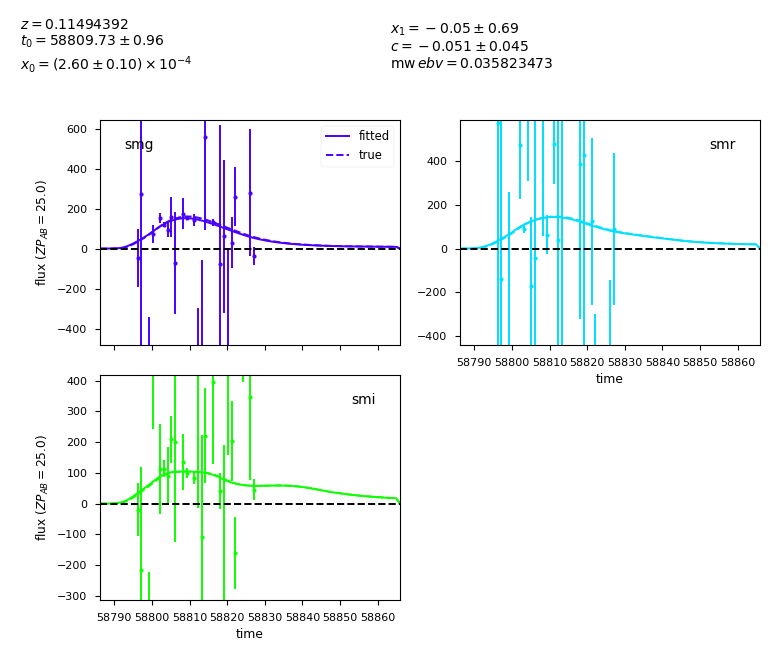 z = 0.11494392
t₀ = 58809.73 ± 0.96
x₀ = (2.60 ± 0.10) × 10⁻⁴
x₁ = −0.05 ± 0.69
c = −0.051 ± 0.045
mw ebv = 0.035823473
smg
fitted
true
600
400
200
0
−200
−400
flux (ZP_AB = 25.0)
smr
400
200
0
−200
−400
58790 58800 58810 58820 58830 58840 58850 58860
time
smi
400
300
200
100
0
−100
−200
−300
flux (ZP_AB = 25.0)
58790 58800 58810 58820 58830 58840 58850 58860
time